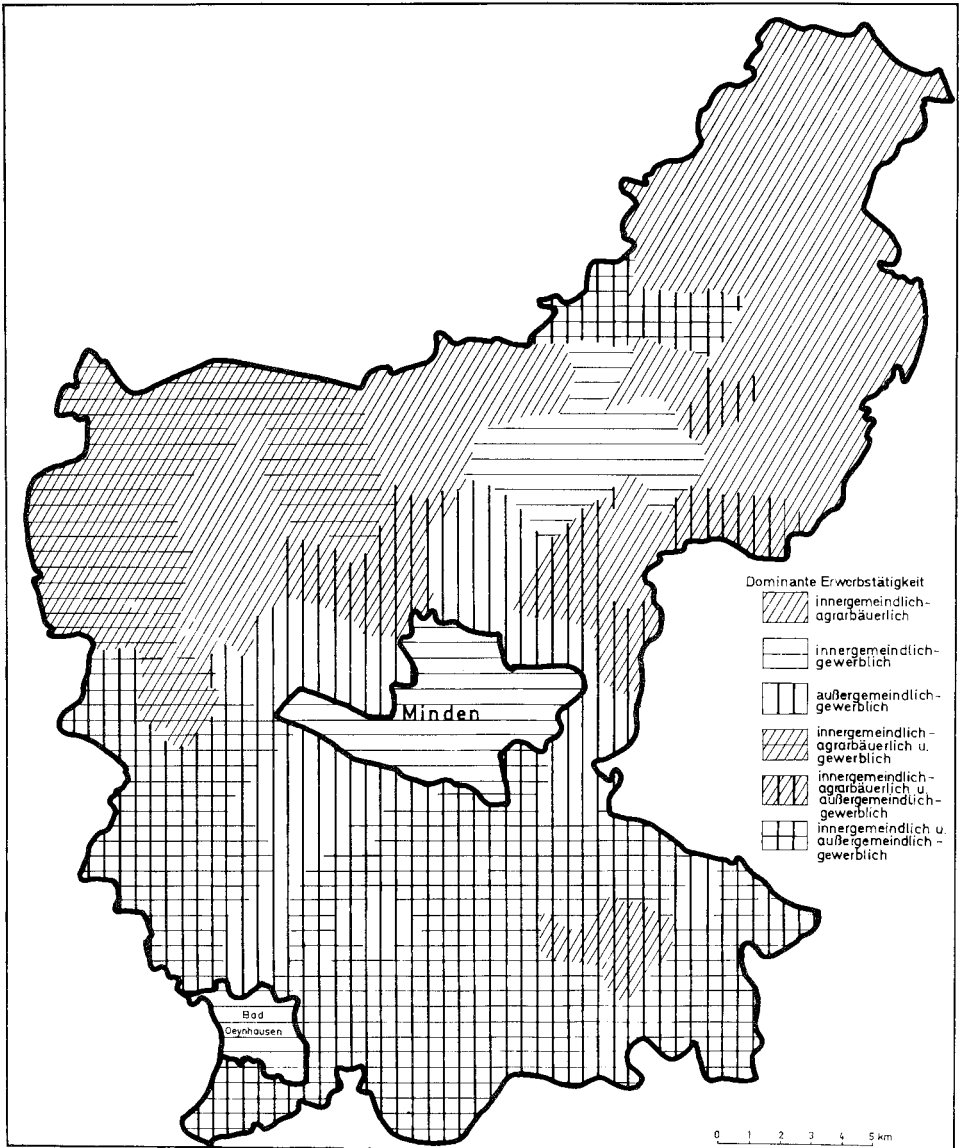 Dominante Erwerbstätigkeit
innergemeindlich-
agrarbäuerlich
innergemeindlich-
gewerblich
außergemeindlich-
gewerblich
innergemeindlich-
agrarbäuerlich u.
gewerblich
innergemeindlich-
agrarbäuerlich u.
außergemeindlich-
gewerblich
innergemeindlich u.
außergemeindlich-
gewerblich
Minden
Bad
Oeynhausen
0 1 2 3 4 5 km